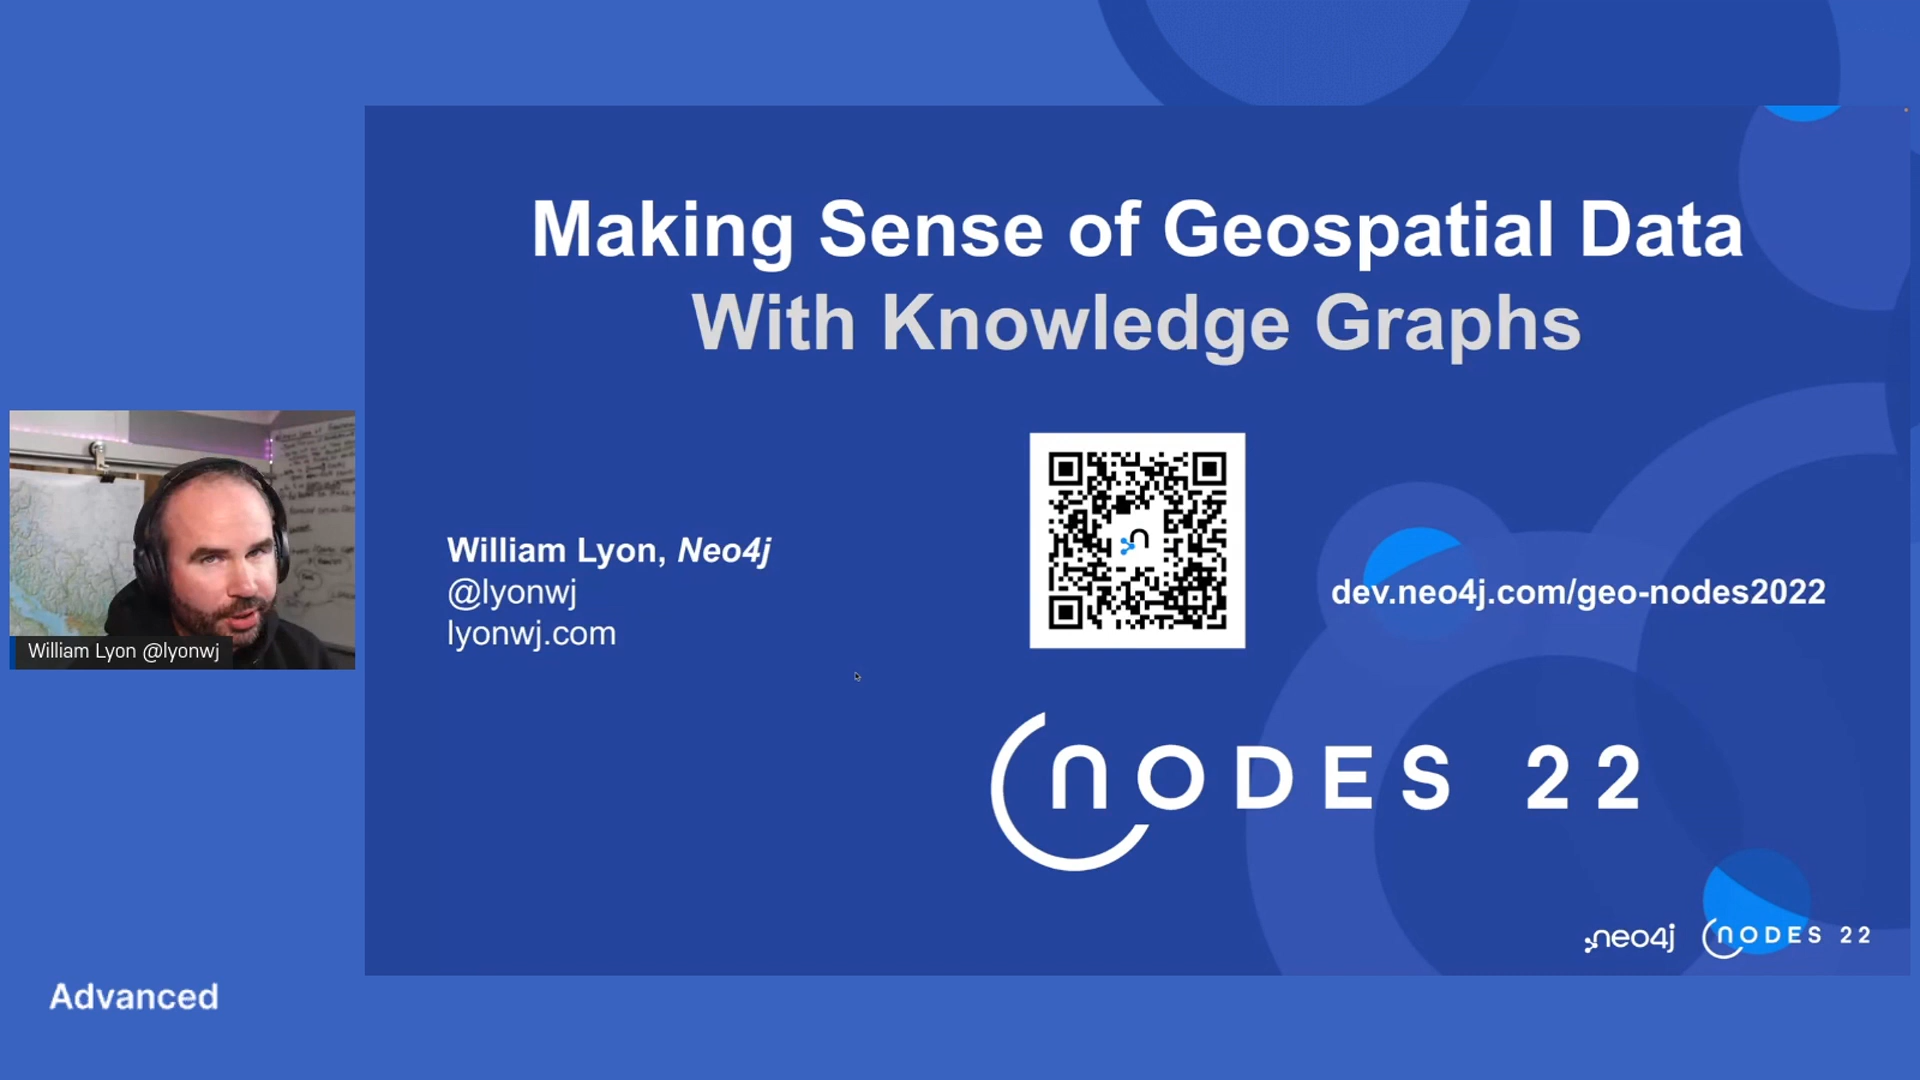 Making Sense of Geospatial Data
With Knowledge Graphs
William Lyon, Neo4j
@lyonwj
lyonwj.com
dev.neo4j.com/geo-nodes2022
NODES 22
neo4j NODES 22
William Lyon @lyonwj
Advanced